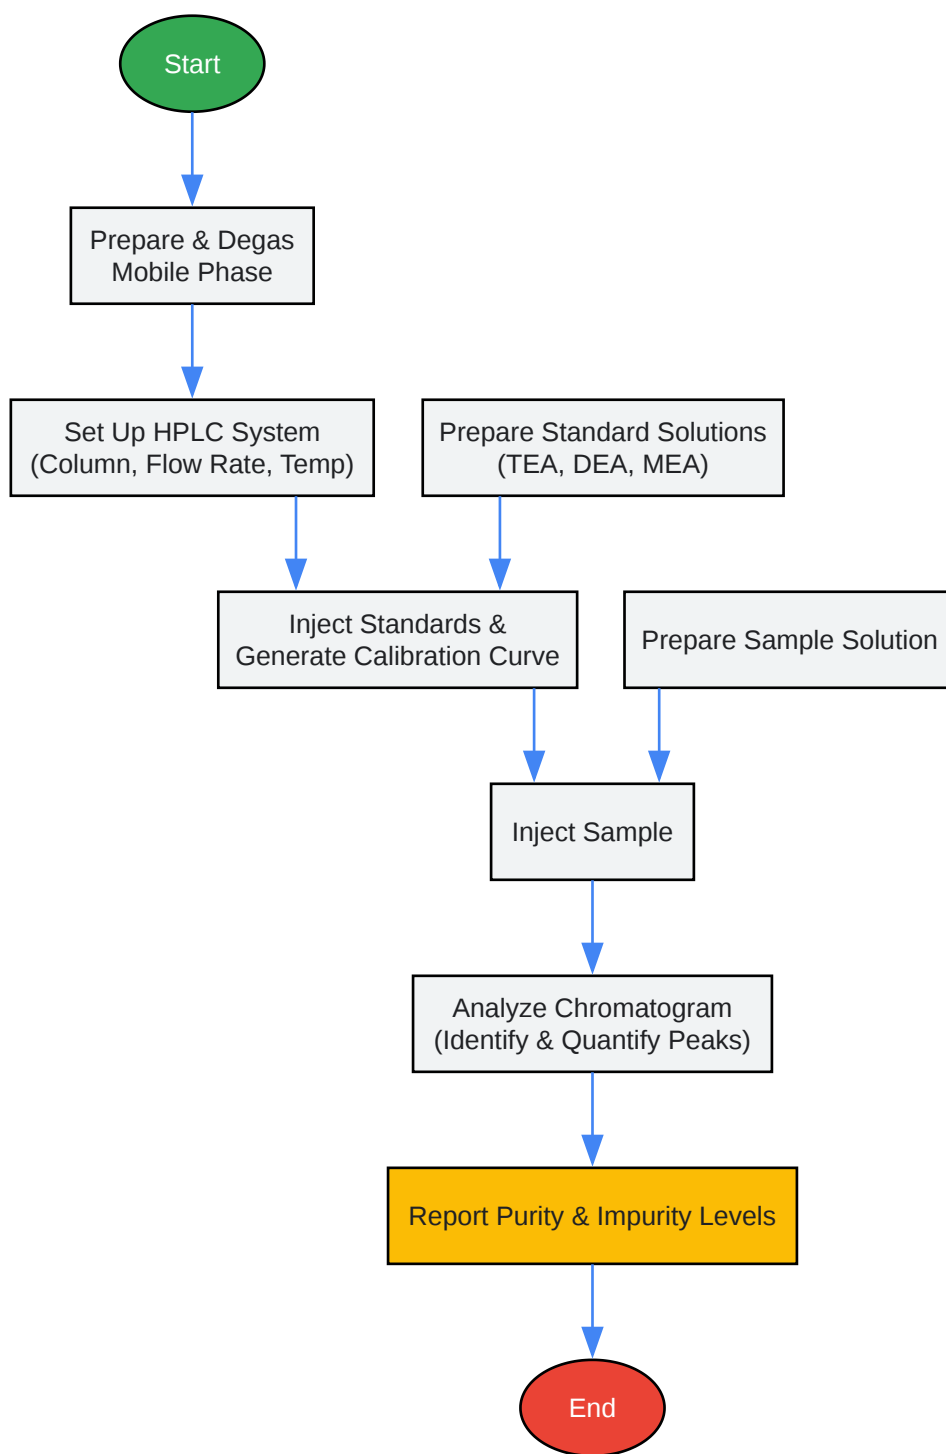 Start
Prepare & Degas
Mobile Phase
Set Up HPLC System
(Column, Flow Rate, Temp)
Prepare Standard Solutions
(TEA, DEA, MEA)
Inject Standards &
Generate Calibration Curve
Prepare Sample Solution
Inject Sample
Analyze Chromatogram
(Identify & Quantify Peaks)
Report Purity & Impurity Levels
End